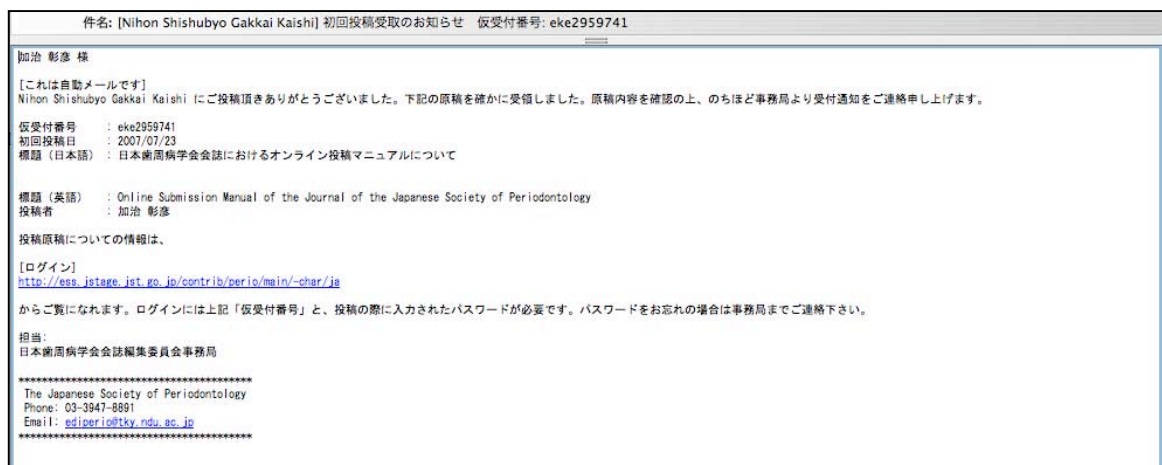 件名: [Nihon Shishubyo Gakkai Kaishi] 初回投稿受取のお知らせ 仮受付番号: eke2959741
加治 彰彦 様
[これは自動メールです]
Nihon Shishubyo Gakkai Kaishi にご投稿頂きありがとうございました。下記の原稿を確かに受領しました。原稿内容を確認の上、のちほど事務局より受付通知をご連絡申し上げます。
仮受付番号 : eke2959741
初回投稿日 : 2007/07/23
標題（日本語） : 日本歯周病学会会誌におけるオンライン投稿マニュアルについて
標題（英語） : Online Submission Manual of the Journal of the Japanese Society of Periodontology
投稿者 : 加治 彰彦
投稿原稿についての情報は、
[ログイン]
http://ess.jstage.jst.go.jp/contrib/perio/main/-char/ja
からご覧になれます。ログインには上記「仮受付番号」と、投稿の際に入力されたパスワードが必要です。パスワードをお忘れの場合は事務局までご連絡下さい。
担当:
日本歯周病学会会誌編集委員会事務局
****************************************
The Japanese Society of Periodontology
Phone: 03-3947-8891
Email: ediperio@tky.ndu.ac.jp
****************************************